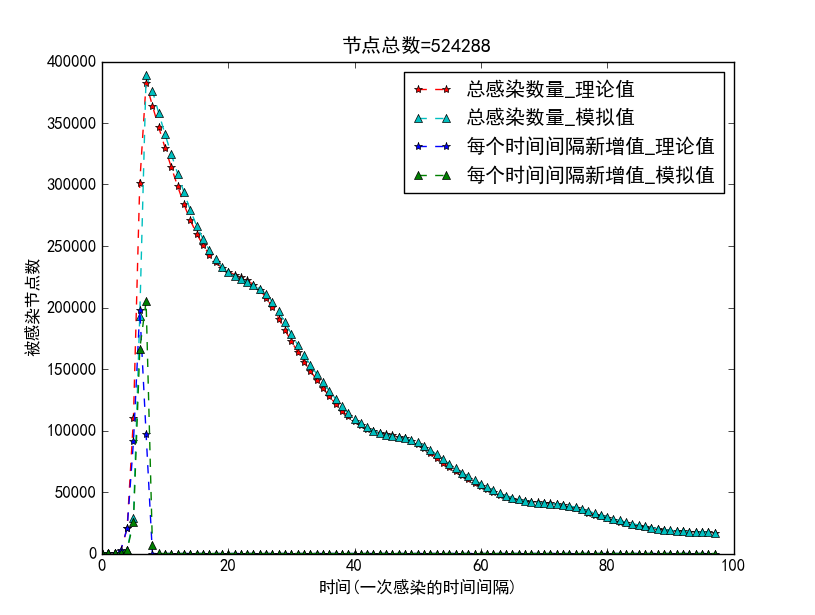 节点总数=524288
400000
350000
300000
250000
200000
150000
100000
50000
0
被感染节点数
总感染数量_理论值
总感染数量_模拟值
每个时间间隔新增值_理论值
每个时间间隔新增值_模拟值
0 20 40 60 80 100
时间(一次感染的时间间隔)